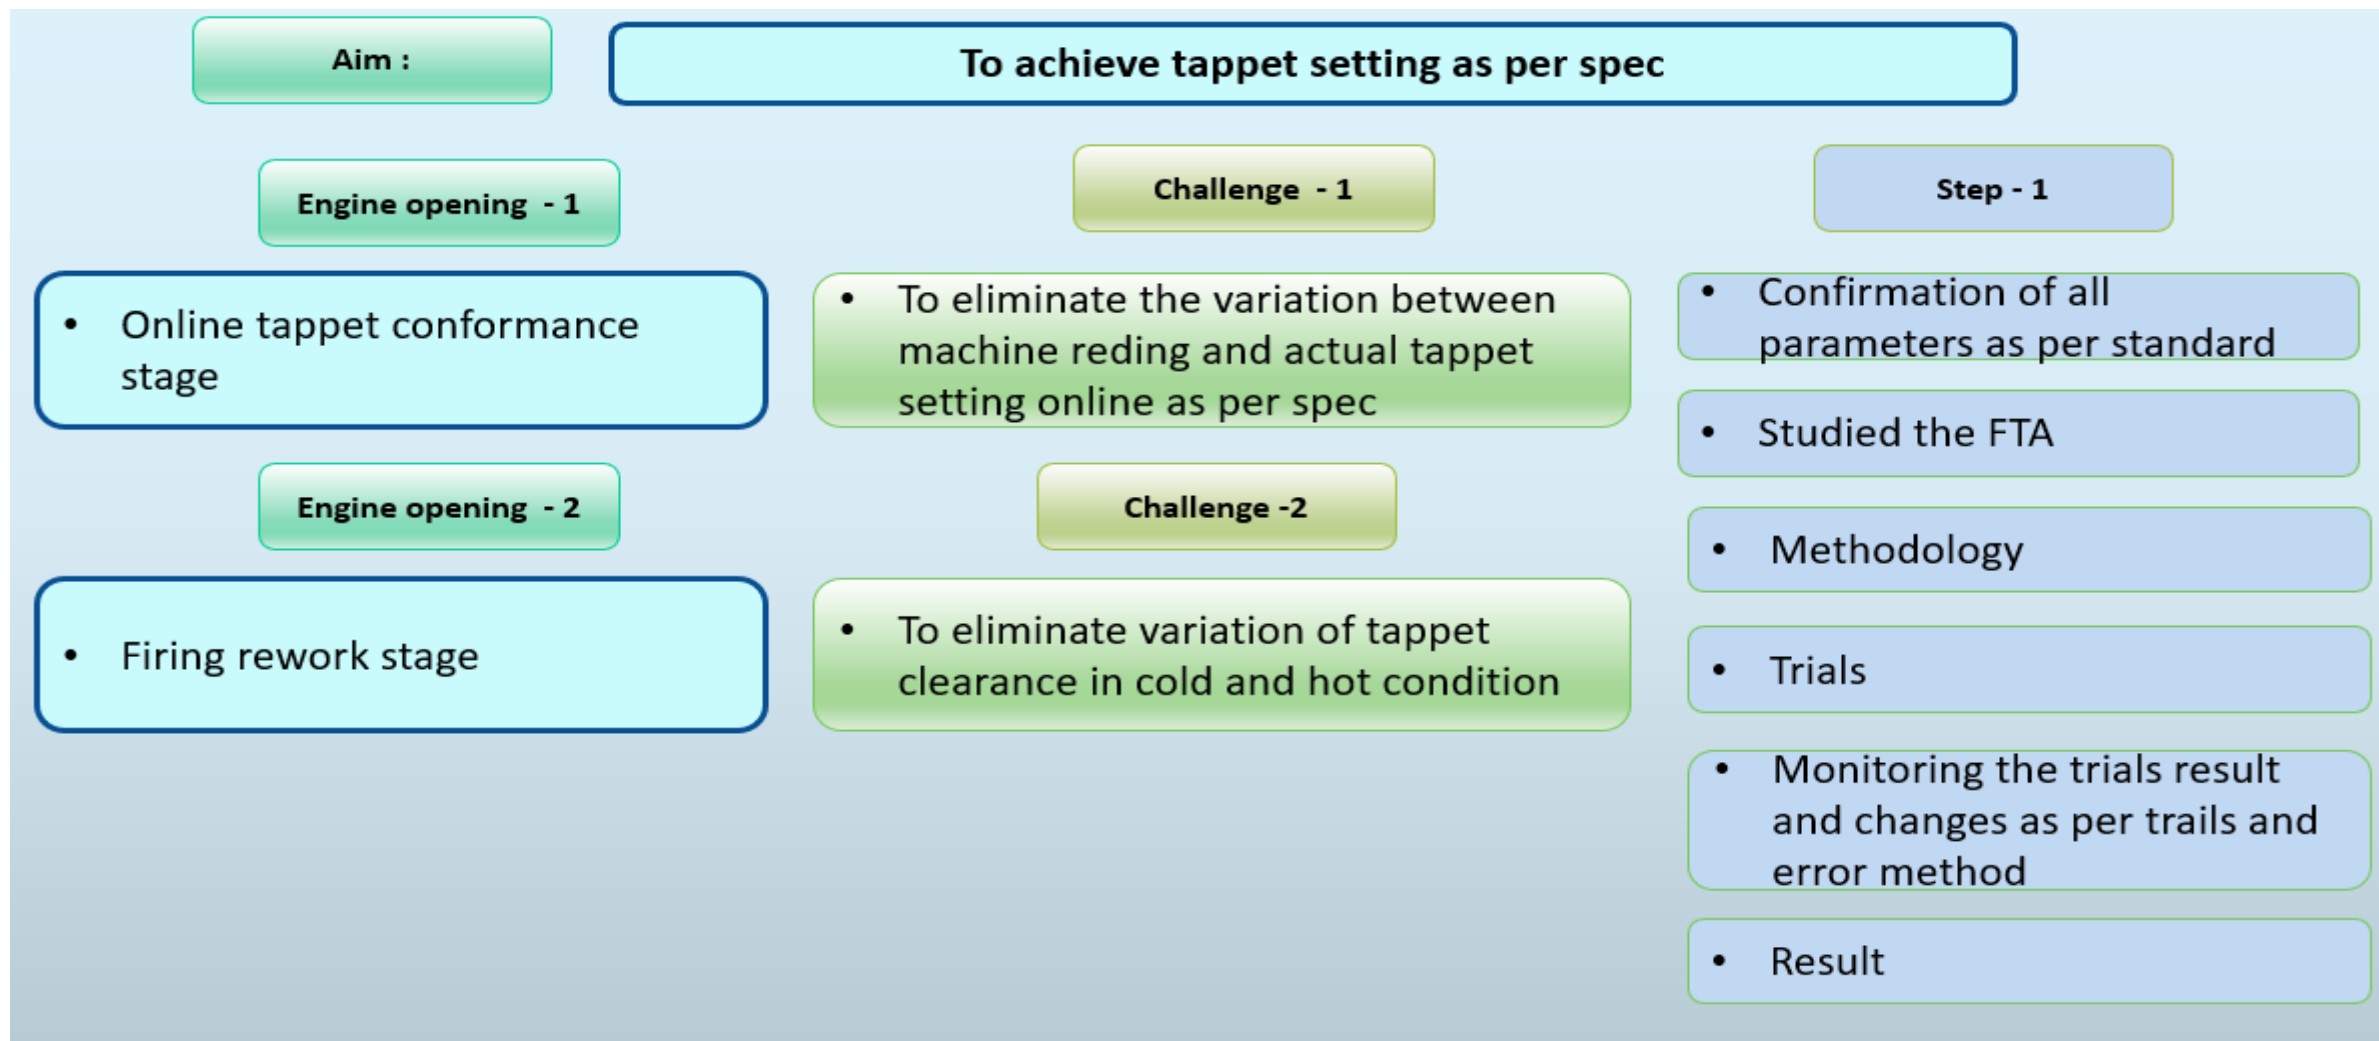 Aim :
To achieve tappet setting as per spec
Engine opening - 1
• Online tappet conformance
stage
Engine opening - 2
• Firing rework stage
Challenge - 1
• To eliminate the variation between
machine reding and actual tappet
setting online as per spec
Challenge -2
• To eliminate variation of tappet
clearance in cold and hot condition
Step - 1
• Confirmation of all
parameters as per standard
• Studied the FTA
• Methodology
• Trials
• Monitoring the trials result
and changes as per trails and
error method
• Result